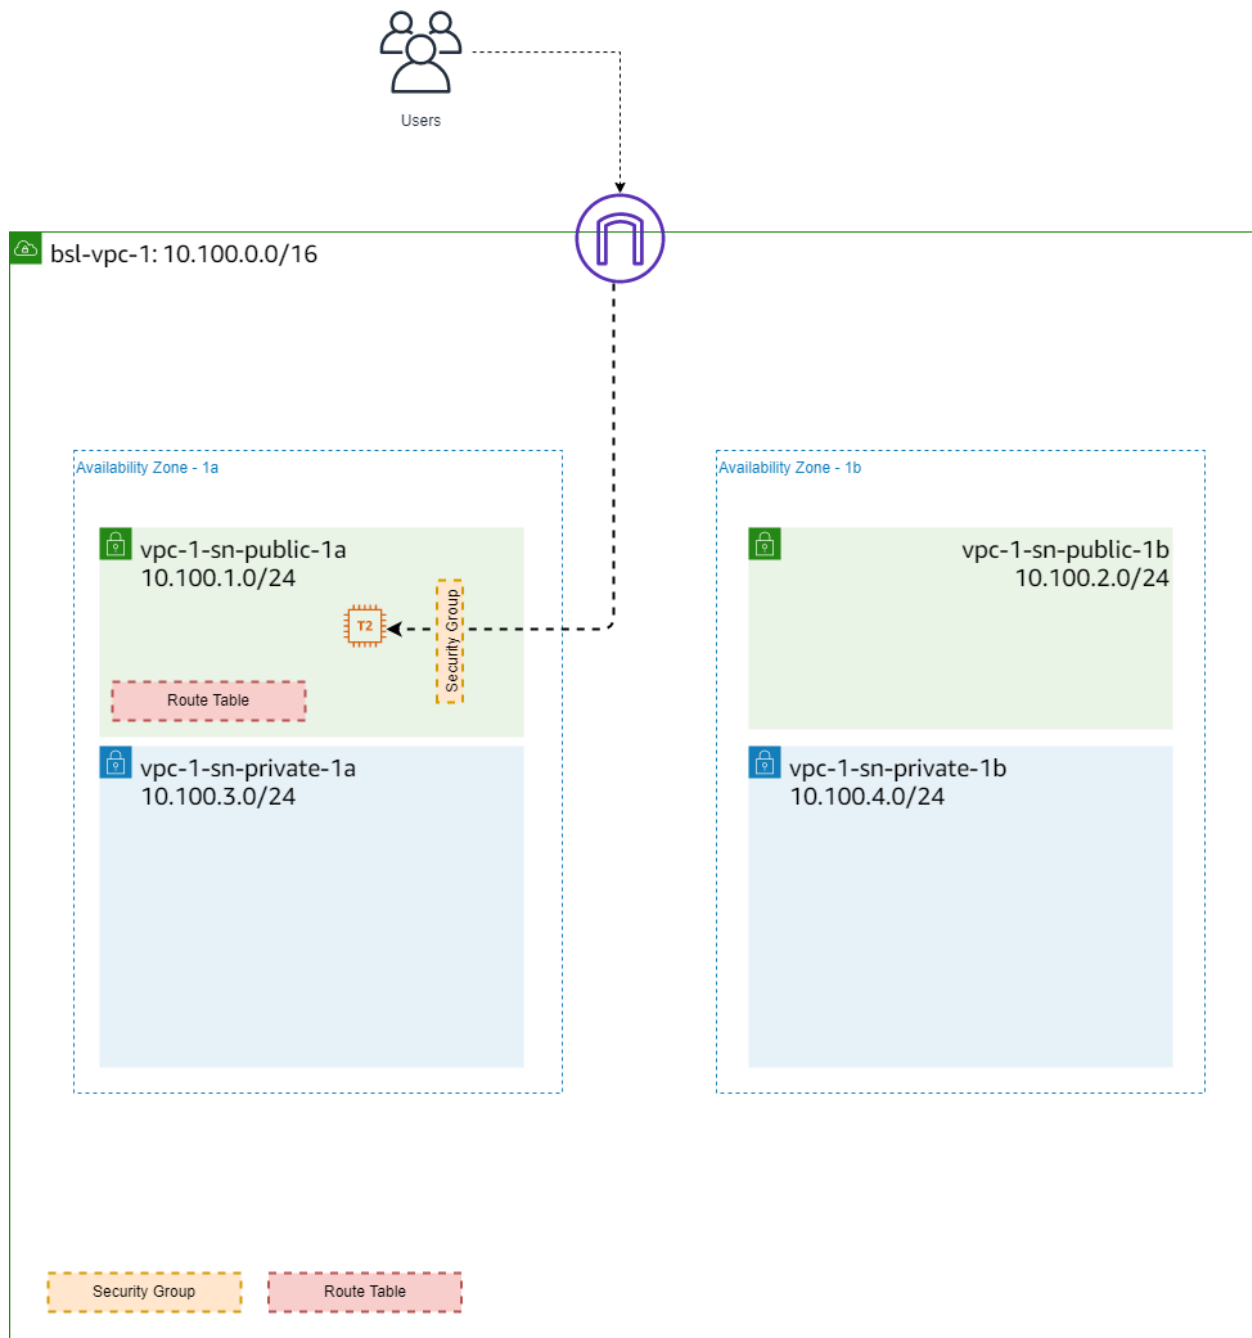 Users
bsl-vpc-1: 10.100.0.0/16
Availability Zone - 1a
vpc-1-sn-public-1a
10.100.1.0/24
T2
Security Group
Route Table
vpc-1-sn-private-1a
10.100.3.0/24
Availability Zone - 1b
vpc-1-sn-public-1b
10.100.2.0/24
vpc-1-sn-private-1b
10.100.4.0/24
Security Group
Route Table